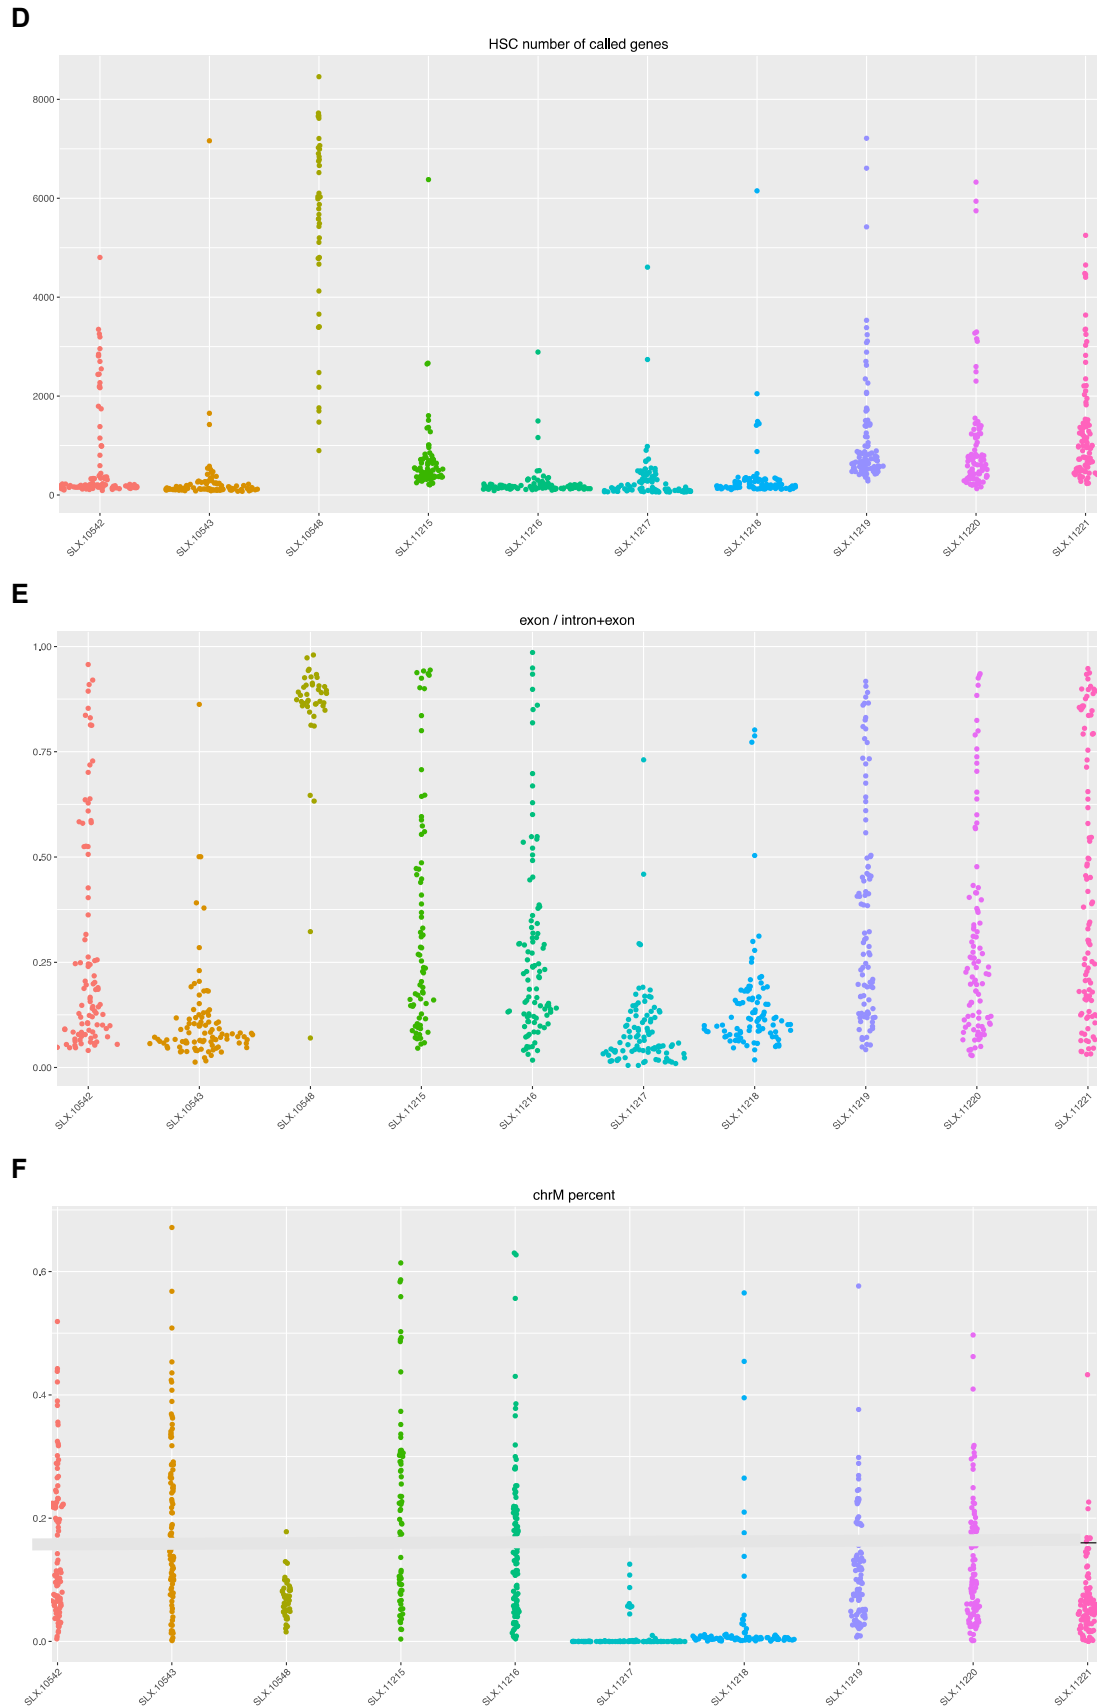 D
HSC number of called genes
8000
6000
4000
2000
0
SLX.10542 SLX.10543 SLX.10548 SLX.11215 SLX.11216 SLX.11217 SLX.11218 SLX.11219 SLX.11220 SLX.11221
E
exon / intron+exon
1.00
0.75
0.50
0.25
0.00
SLX.10542 SLX.10543 SLX.10548 SLX.11215 SLX.11216 SLX.11217 SLX.11218 SLX.11219 SLX.11220 SLX.11221
F
chrM percent
0.6
0.4
0.2
0.0
SLX.10542 SLX.10543 SLX.10548 SLX.11215 SLX.11216 SLX.11217 SLX.11218 SLX.11219 SLX.11220 SLX.11221